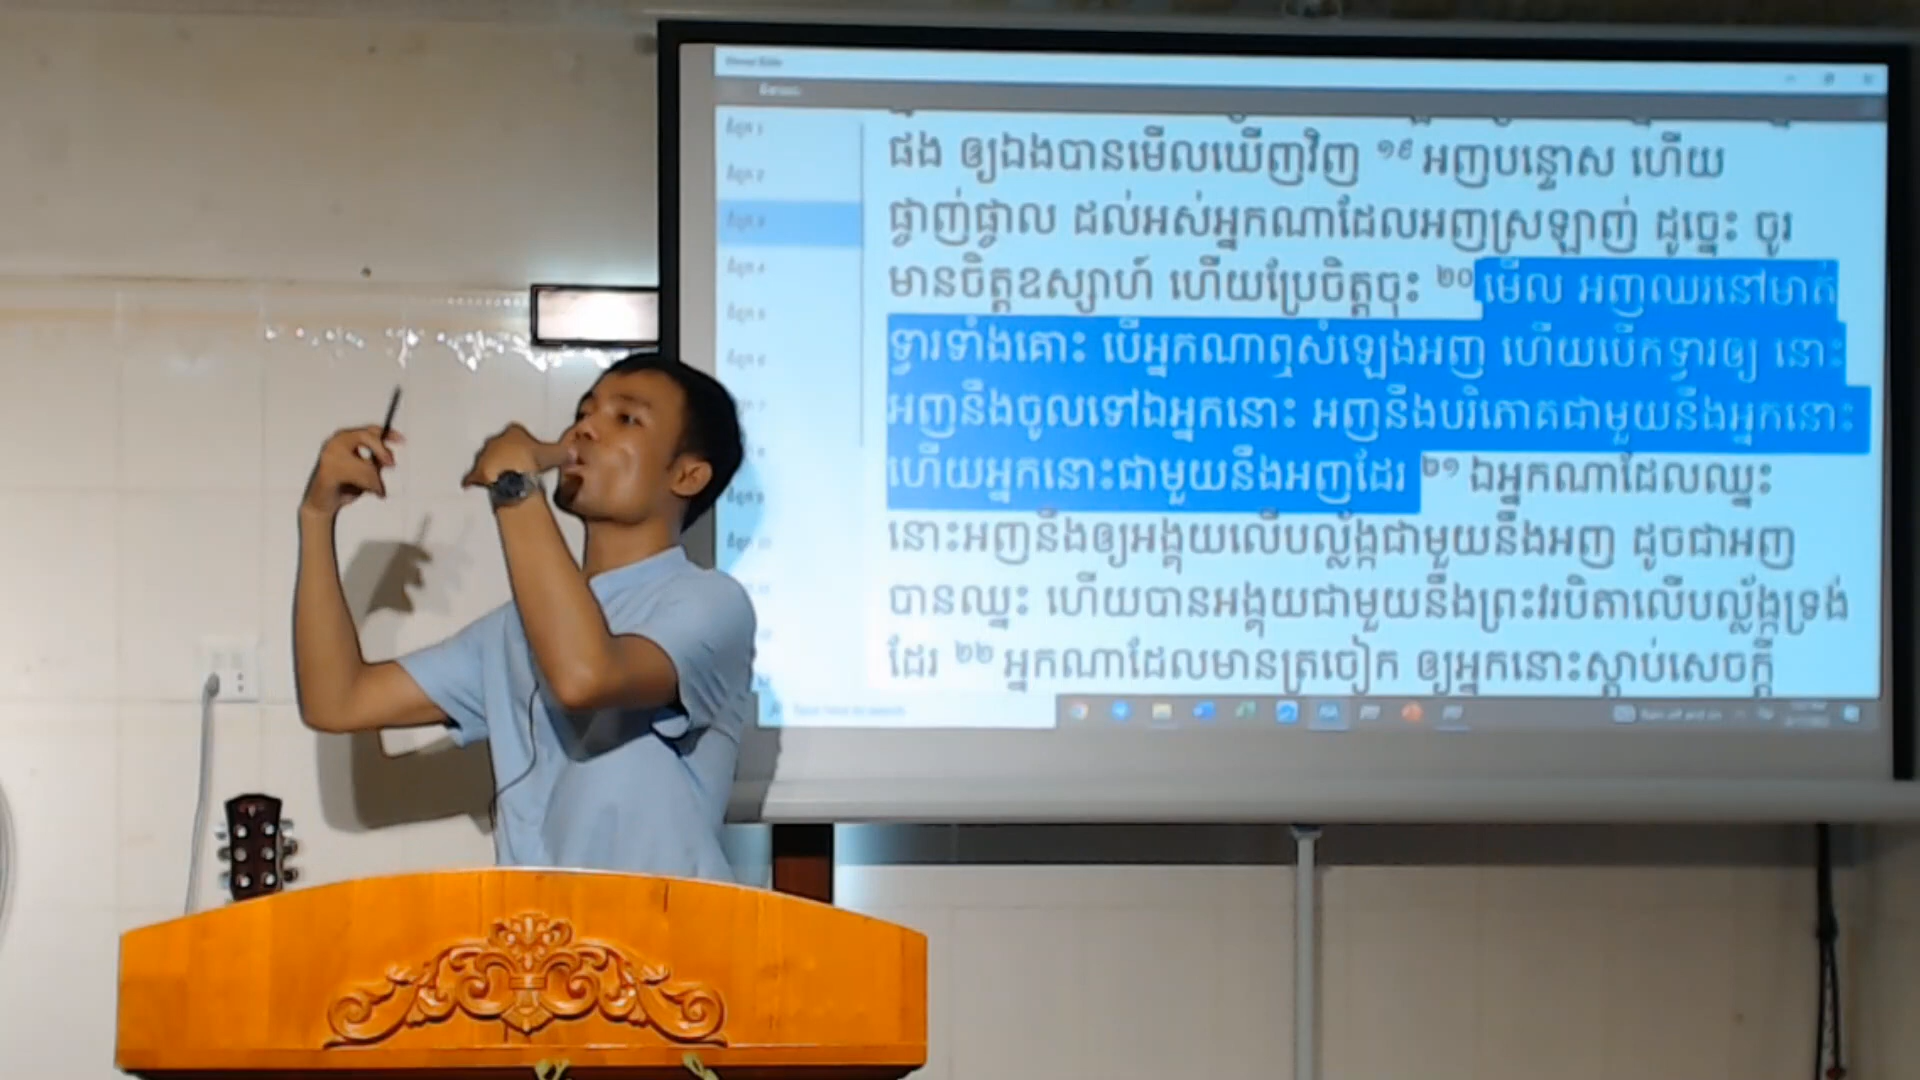 ផង ឲ្យឯងបានមើលឃើញវិញ ១៩ អញបន្ទោស ហើយ
ផ្ចាញ់ផ្ចាល ដល់អស់អ្នកណាដែលអញស្រឡាញ់ ដូច្នេះ ចូរ
មានចិត្តឧស្សាហ៍ ហើយប្រែចិត្តចុះ ២០ មើល អញឈរនៅមាត់
ទ្វារទាំងគោះ បើអ្នកណាឮសំឡេងអញ ហើយបើកទ្វារឲ្យ នោះ
អញនឹងចូលទៅឯអ្នកនោះ អញនឹងបរិភោគជាមួយនឹងអ្នកនោះ
ហើយអ្នកនោះជាមួយនឹងអញដែរ ២១ ឯអ្នកណាដែលឈ្នះ
នោះអញនឹងឲ្យអង្គុយលើបល្ល័ង្កជាមួយនឹងអញ ដូចជាអញ
បានឈ្នះ ហើយបានអង្គុយជាមួយនឹងព្រះវរបិតាលើបល្ល័ង្កទ្រង់
ដែរ ២២ អ្នកណាដែលមានត្រចៀក ឲ្យអ្នកនោះស្តាប់សេចក្តី
Type here to search